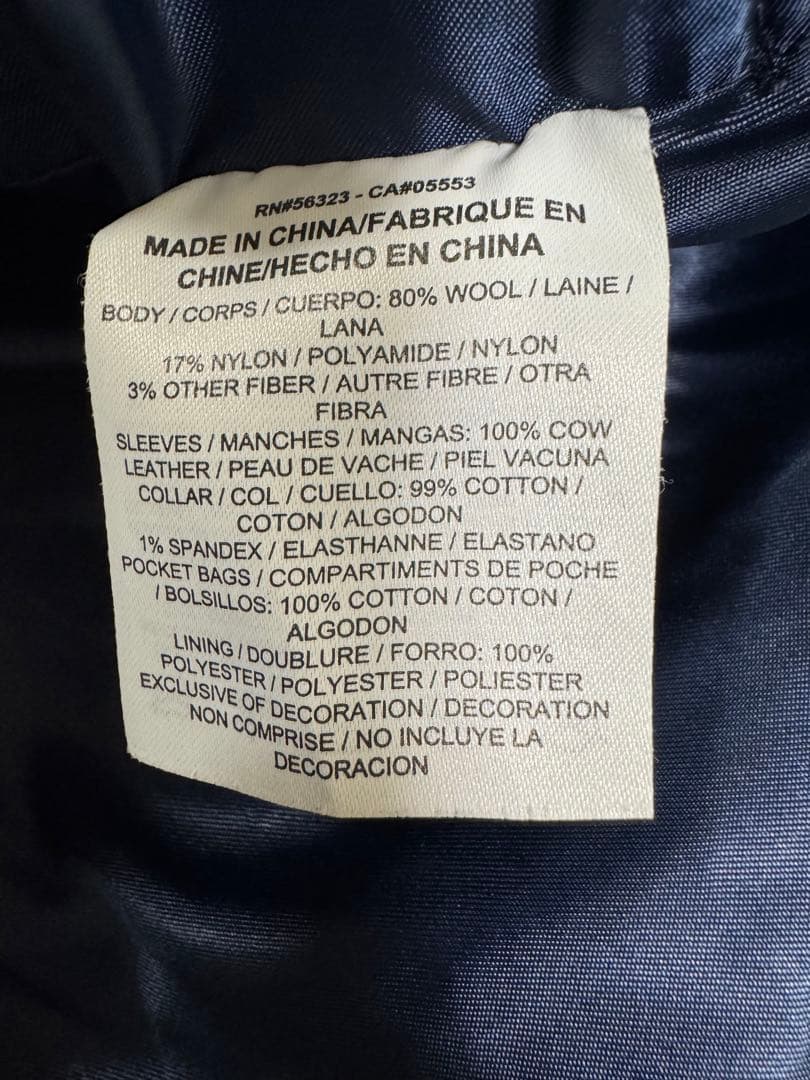 RN#56323 - CA#05553
MADE IN CHINA/FABRIQUE EN
CHINE/HECHO EN CHINA
BODY / CORPS / CUERPO: 80% WOOL / LAINE /
LANA
17% NYLON / POLYAMIDE / NYLON
3% OTHER FIBER / AUTRE FIBRE / OTRA
FIBRA
SLEEVES / MANCHES / MANGAS: 100% COW
LEATHER / PEAU DE VACHE / PIEL VACUNA
COLLAR / COL / CUELLO: 99% COTTON /
COTON / ALGODON
1% SPANDEX / ELASTHANNE / ELASTANO
POCKET BAGS / COMPARTIMENTS DE POCHE
/ BOLSILLOS: 100% COTTON / COTON /
ALGODON
LINING / DOUBLURE / FORRO: 100%
POLYESTER / POLYESTER / POLIESTER
EXCLUSIVE OF DECORATION / DECORATION
NON COMPRISE / NO INCLUYE LA
DECORACION